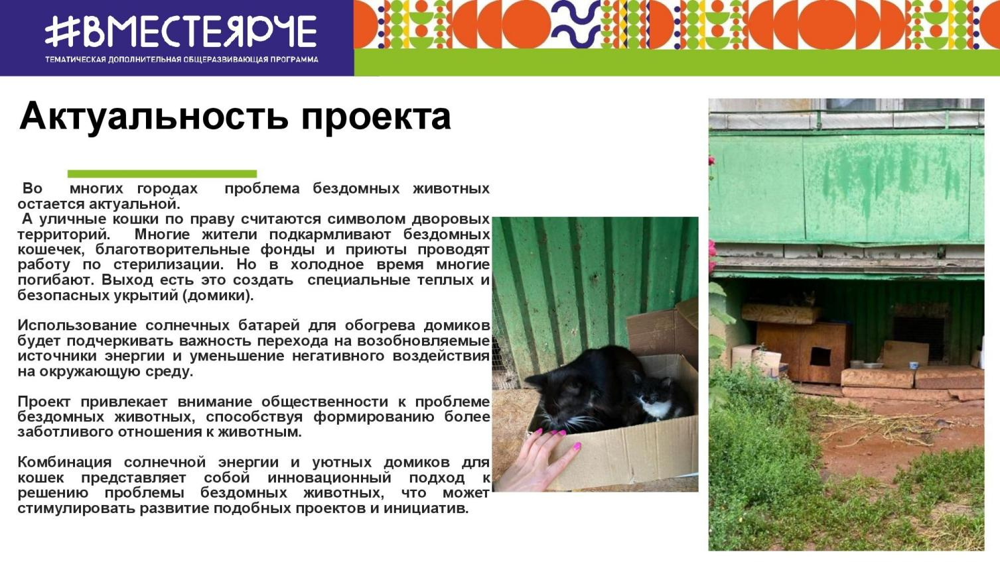 #ВМЕСТЕЯРЧЕ
ТЕМАТИЧЕСКАЯ ДОПОЛНИТЕЛЬНАЯ ОБЩЕРАЗВИВАЮЩАЯ ПРОГРАММА
Актуальность проекта
Во многих городах проблема бездомных животных
остается актуальной.
А уличные кошки по праву считаются символом дворовых
территорий. Многие жители подкармливают бездомных
кошечек, благотворительные фонды и приюты проводят
работу по стерилизации. Но в холодное время многие
погибают. Выход есть это создать специальные теплых и
безопасных укрытий (домики).
Использование солнечных батарей для обогрева домиков
будет подчеркивать важность перехода на возобновляемые
источники энергии и уменьшение негативного воздействия
на окружающую среду.
Проект привлекает внимание общественности к проблеме
бездомных животных, способствуя формированию более
заботливого отношения к животным.
Комбинация солнечной энергии и уютных домиков для
кошек представляет собой инновационный подход к
решению проблемы бездомных животных, что может
стимулировать развитие подобных проектов и инициатив.